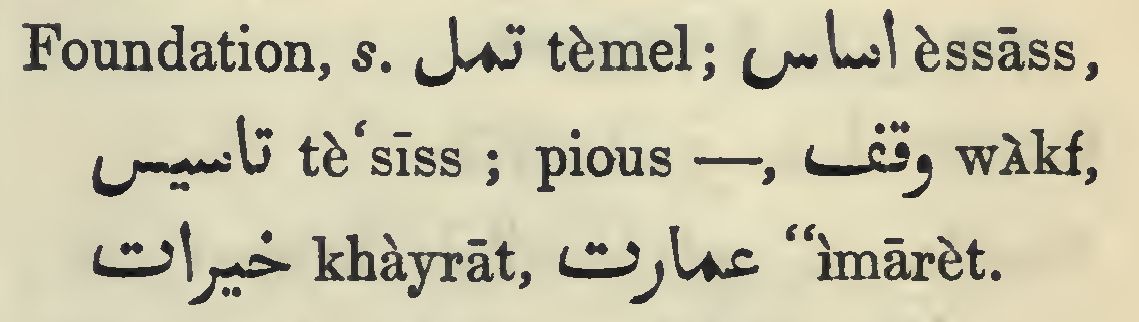 Foundation, s. تمل tèmel; اساس èssāss,
تاسيس tè‘sīss ; pious —, وقف wàkf,
خيرات khàyrāt, عمارت “ìmārèt.